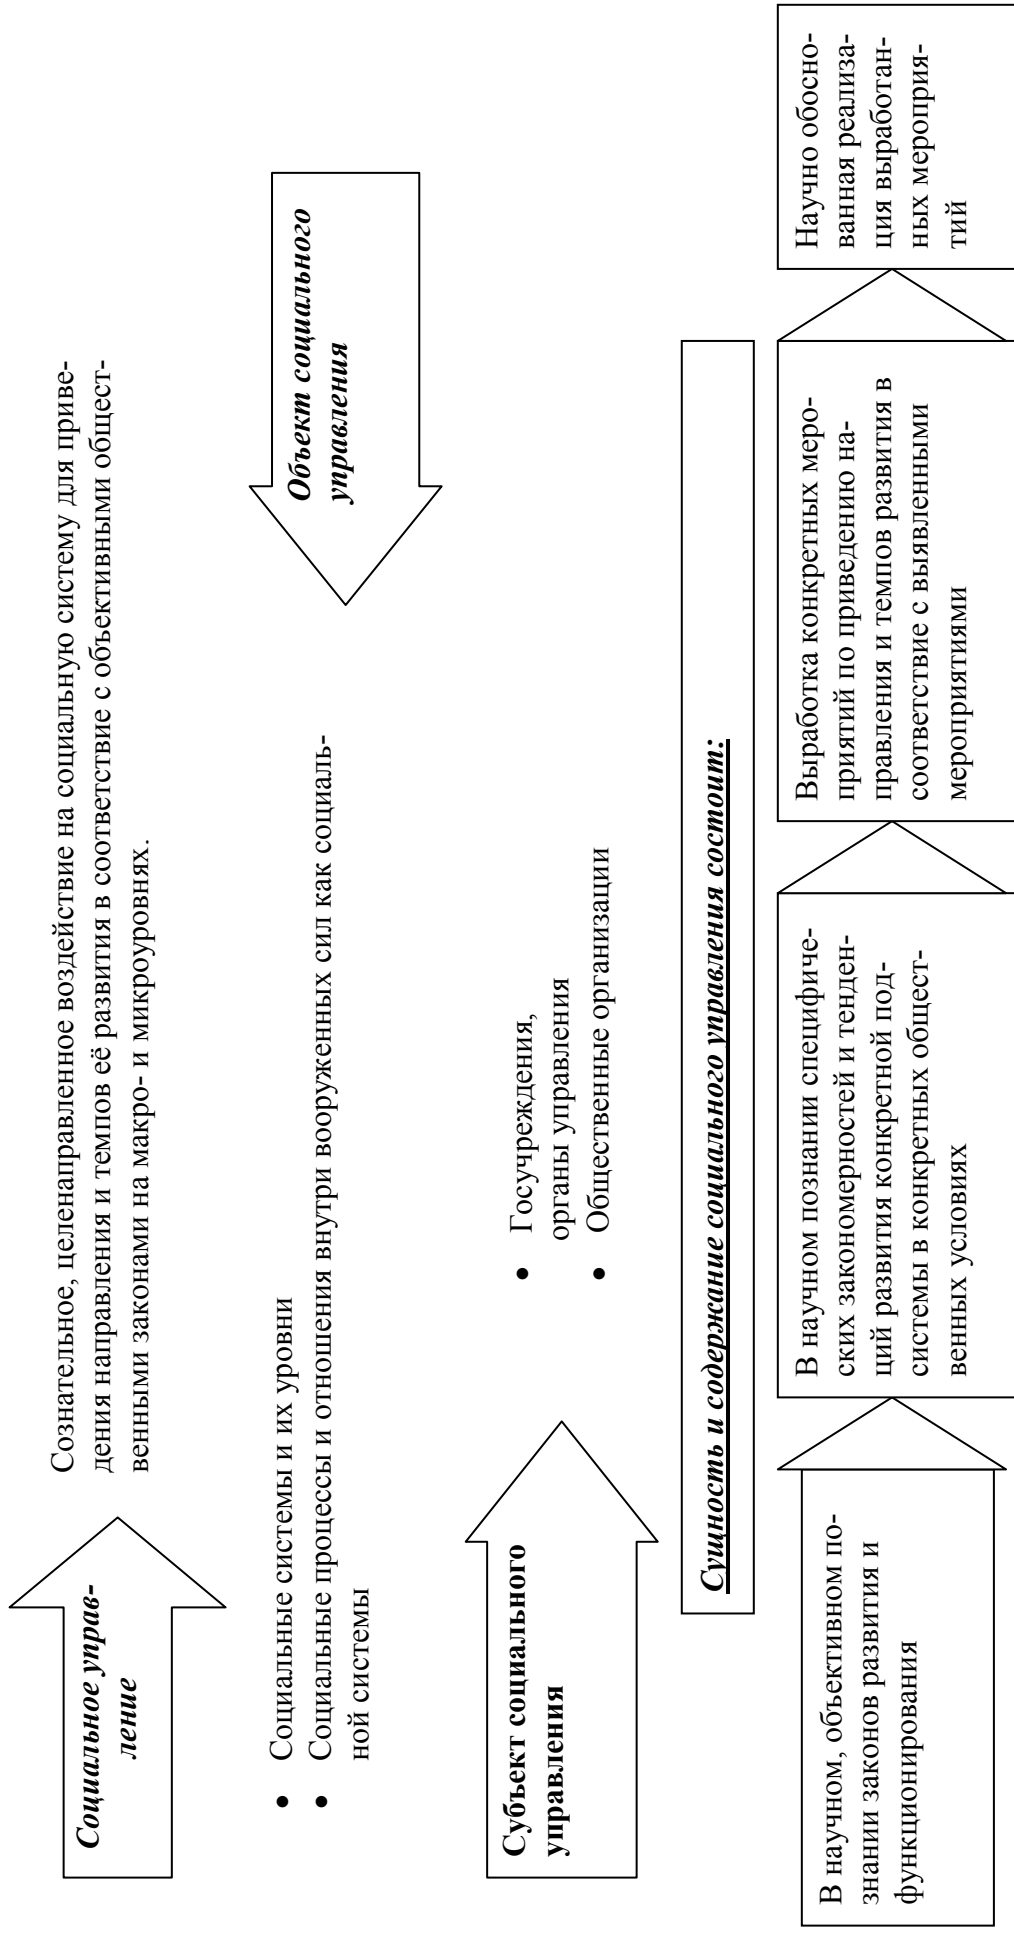 Социальное управ-
ление
Сознательное, целенаправленное воздействие на социальную систему для приве-
дения направления и темпов её развития в соответствие с объективными общест-
венными законами на макро- и микроуровнях.
• Социальные системы и их уровни
• Социальные процессы и отношения внутри вооруженных сил как социаль-
ной системы
Объект социального
управления
Субъект социального
управления
• Госучреждения,
органы управления
• Общественные организации
Сущность и содержание социального управления состоит:
В научном, объективном по-
знании законов развития и
функционирования
В научном познании специфиче-
ских закономерностей и тенден-
ций развития конкретной под-
системы в конкретных общест-
венных условиях
Выработка конкретных меро-
приятий по приведению на-
правления и темпов развития в
соответствие с выявленными
мероприятиями
Научно обосно-
ванная реализа-
ция выработан-
ных мероприя-
тий